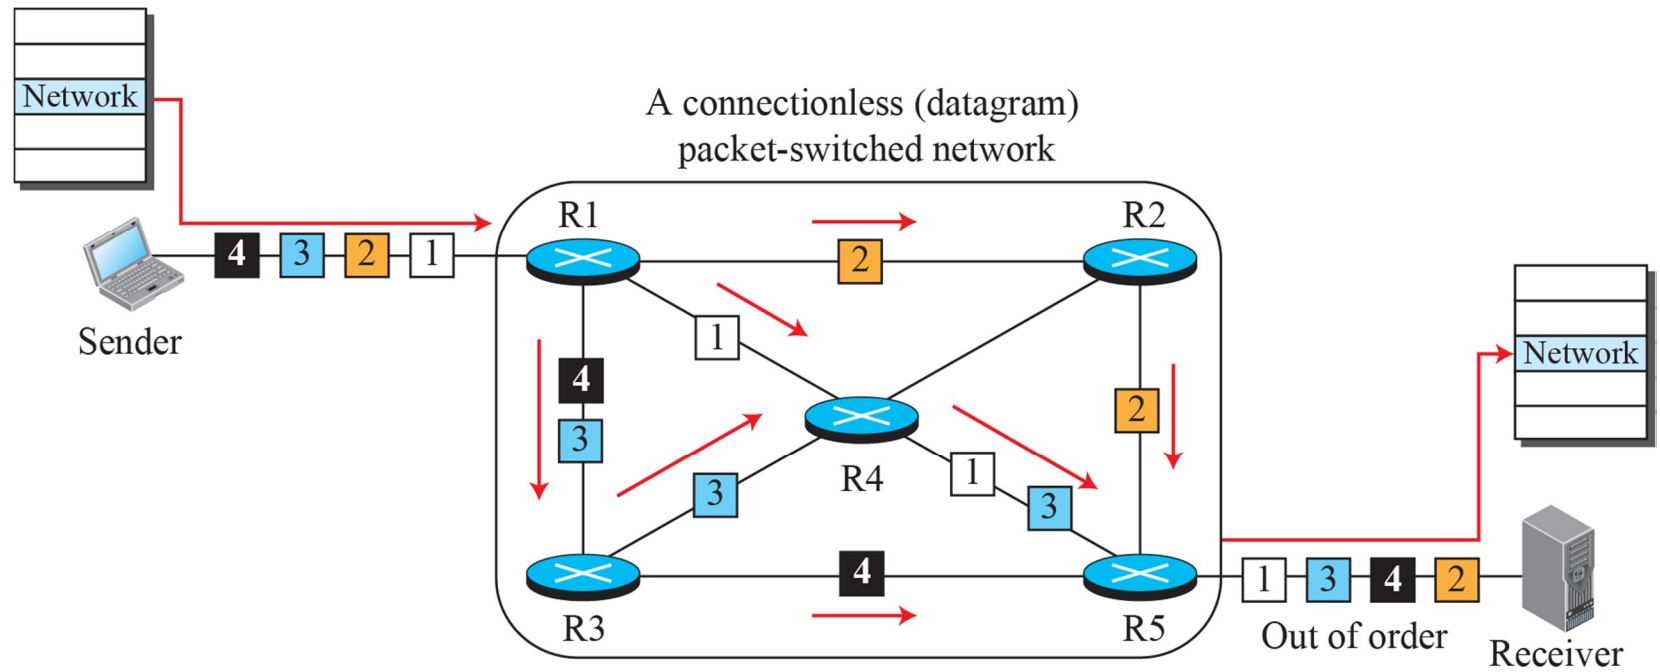 Network
A connectionless (datagram)
packet-switched network
R1
R2
4 3 2 1
2
Sender
1
Network
4
2
3
R4
1
3
3
4
1 3 4 2
R3
R5
Out of order
Receiver